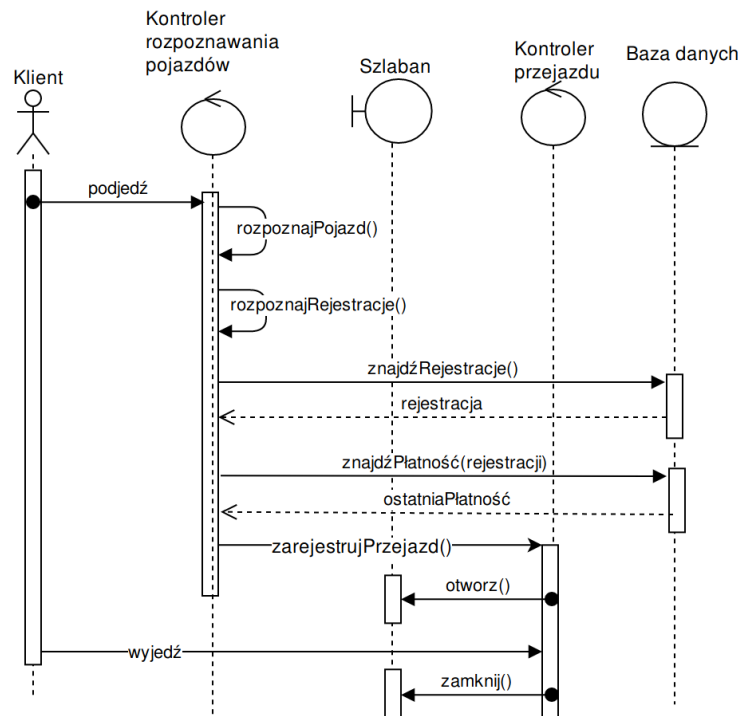 Kontroler
rozpoznawania
pojazdów
Klient
Szlaban
Kontroler
przejazdu
Baza danych
podjedź
rozpoznajPojazd()
rozpoznajRejestracje()
znajdźRejestracje()
rejestracja
znajdźPłatność(rejestracji)
ostatniaPłatność
zarejestrujPrzejazd()
otworz()
wyjedź
zamknij()